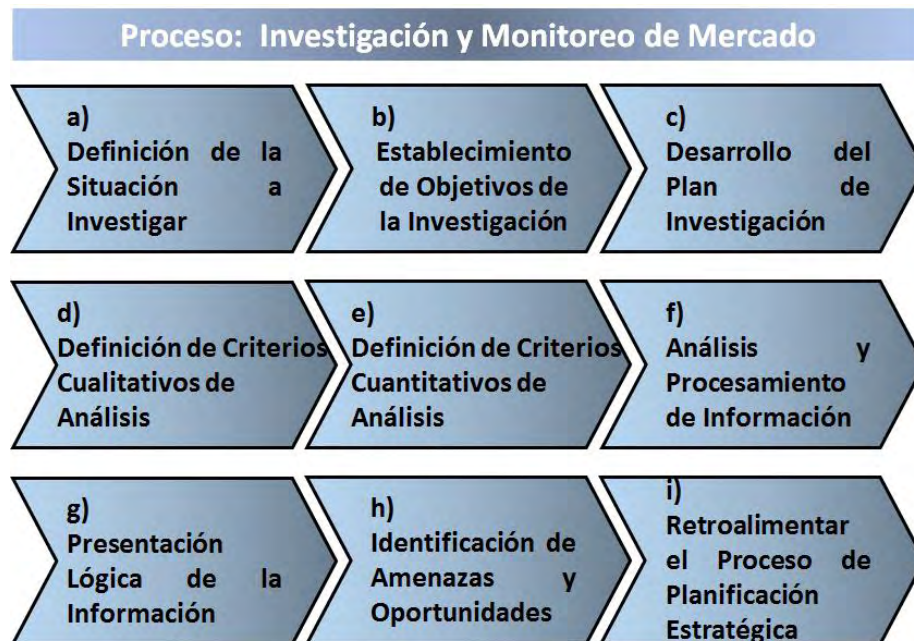 Proceso: Investigación y Monitoreo de Mercado
a)
Definición de la
Situación a
Investigar
b)
Establecimiento
de Objetivos de
la Investigación
c)
Desarrollo del
Plan de
Investigación
d)
Definición de Criterios
Cualitativos de
Análisis
e)
Definición de Criterios
Cuantitativos de
Análisis
f)
Análisis y
Procesamiento
de Información
g)
Presentación
Lógica de la
Información
h)
Identificación de
Amenazas y
Oportunidades
i)
Retroalimentar
el Proceso de
Planificación
Estratégica